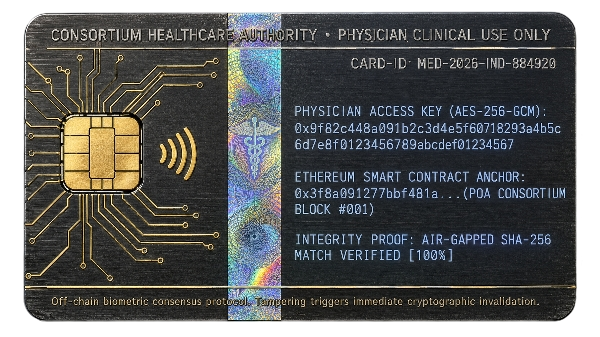 CONSORTIUM HEALTHCARE AUTHORITY • PHYSICIAN CLINICAL USE ONLY
CARD-ID: MED-2026-IND-884920
PHYSICIAN ACCESS KEY (AES-256-GCM):
0x9f82c448a091b2c3d4e5f60718293a4b5c
6d7e8f0123456789abcdef01234567
ETHEREUM SMART CONTRACT ANCHOR:
0x3f8a091277bbf481a...(POA CONSORTIUM
BLOCK #001)
INTEGRITY PROOF: AIR-GAPPED SHA-256
MATCH VERIFIED [100%]
Off-chain biometric consensus protocol. Tampering triggers immediate cryptographic invalidation.